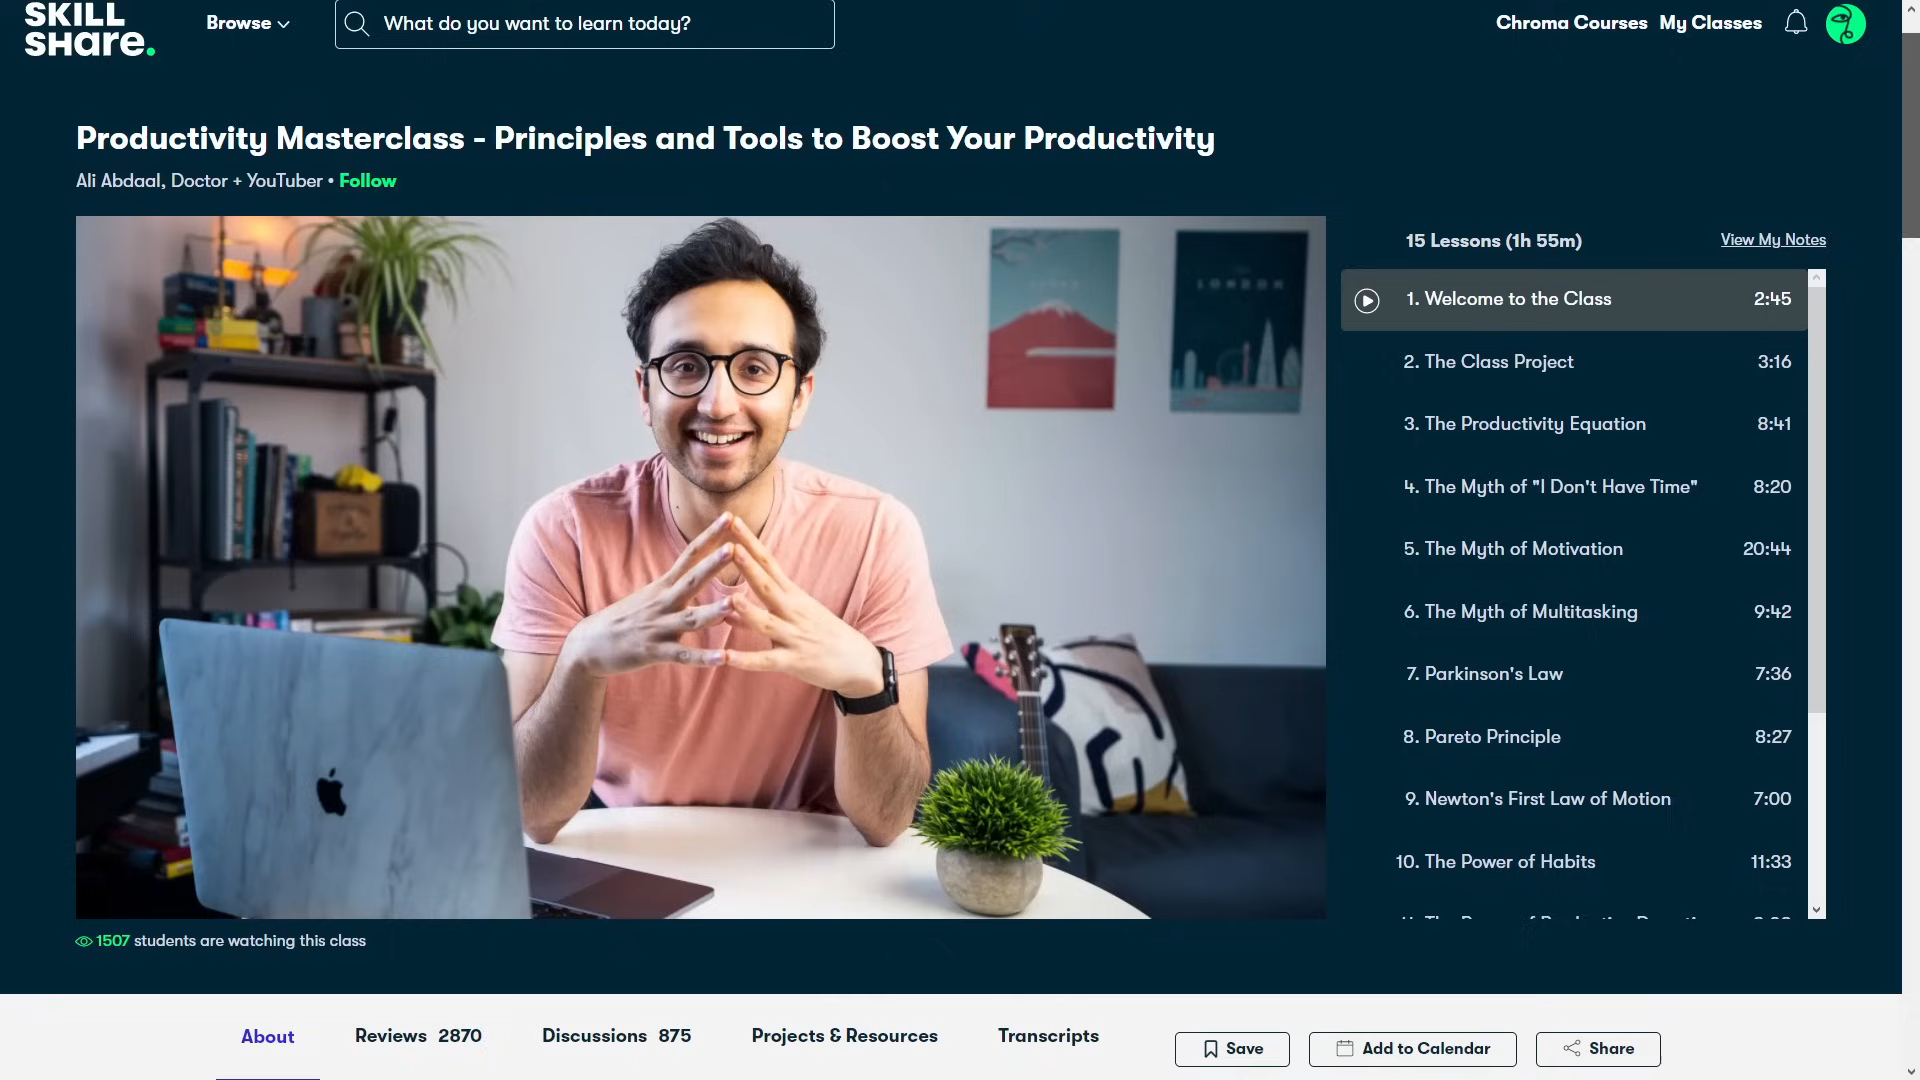 SKILL
SHare.
Browse
What do you want to learn today?
Chroma Courses
My Classes
Productivity Masterclass - Principles and Tools to Boost Your Productivity
Ali Abdaal, Doctor + YouTuber • Follow
LONDON
15 Lessons (1h 55m)
View My Notes
1. Welcome to the Class 2:45
2. The Class Project 3:16
3. The Productivity Equation 8:41
4. The Myth of "I Don't Have Time" 8:20
5. The Myth of Motivation 20:44
6. The Myth of Multitasking 9:42
7. Parkinson's Law 7:36
8. Pareto Principle 8:27
9. Newton's First Law of Motion 7:00
10. The Power of Habits 11:33
1507 students are watching this class
About
Reviews 2870
Discussions 875
Projects & Resources
Transcripts
Save
Add to Calendar
Share